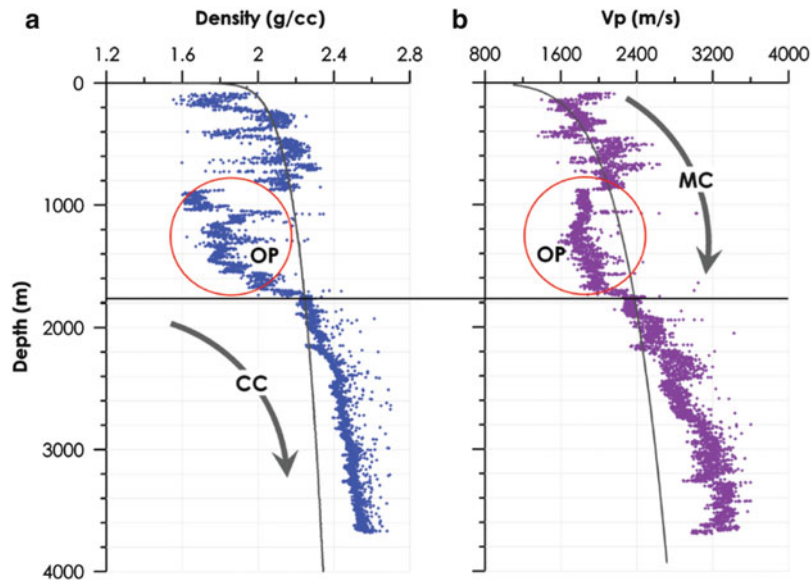 a Density (g/cc) b Vp (m/s)
1.2 1.6 2 2.4 2.8 800 1600 2400 3200 4000
0
1000
2000
3000
4000
Depth (m)
OP
CC
OP
MC